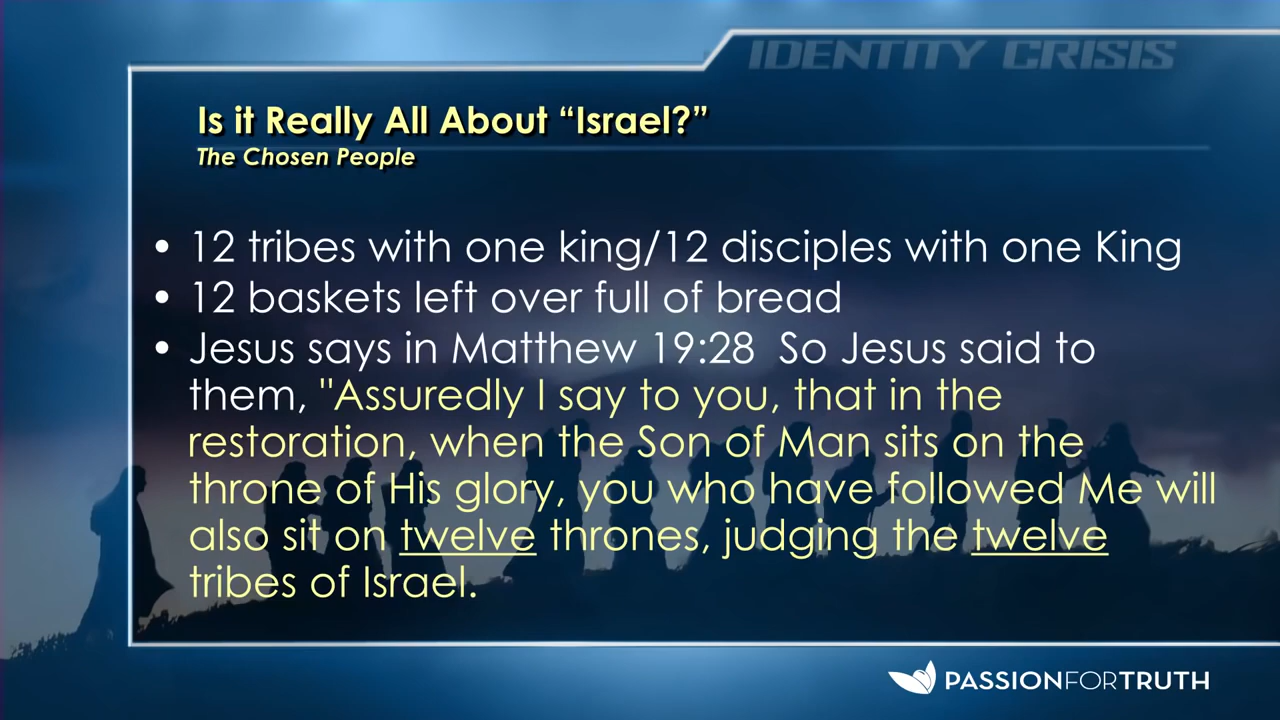 IDENTITY CRISIS
Is it Really All About “Israel?”
The Chosen People
• 12 tribes with one king/12 disciples with one King
• 12 baskets left over full of bread
• Jesus says in Matthew 19:28  So Jesus said to
them, "Assuredly I say to you, that in the
restoration, when the Son of Man sits on the
throne of His glory, you who have followed Me will
also sit on twelve thrones, judging the twelve
tribes of Israel.
PASSIONFORTRUTH